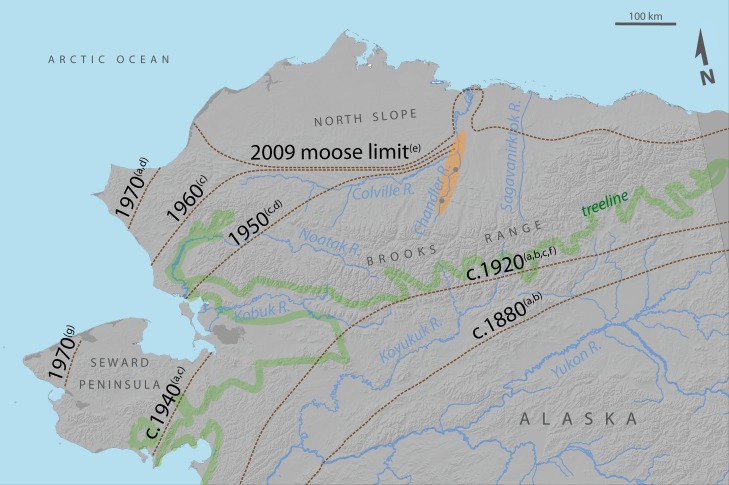 100 km
ARCTIC OCEAN
N
NORTH SLOPE
Sagavanirktok R.
2009 moose limit(e)
1970(a,d)
1960(c)
Colville R.
Chandler R.
1950(c,d)
treeline
Noatak R.
BROOKS RANGE
c.1920(a,b,c,f)
Kobuk R.
c.1880(a,b)
Koyukuk R.
Yukon R.
1970(g)
SEWARD
PENINSULA
c.1940(a,c)
ALASKA